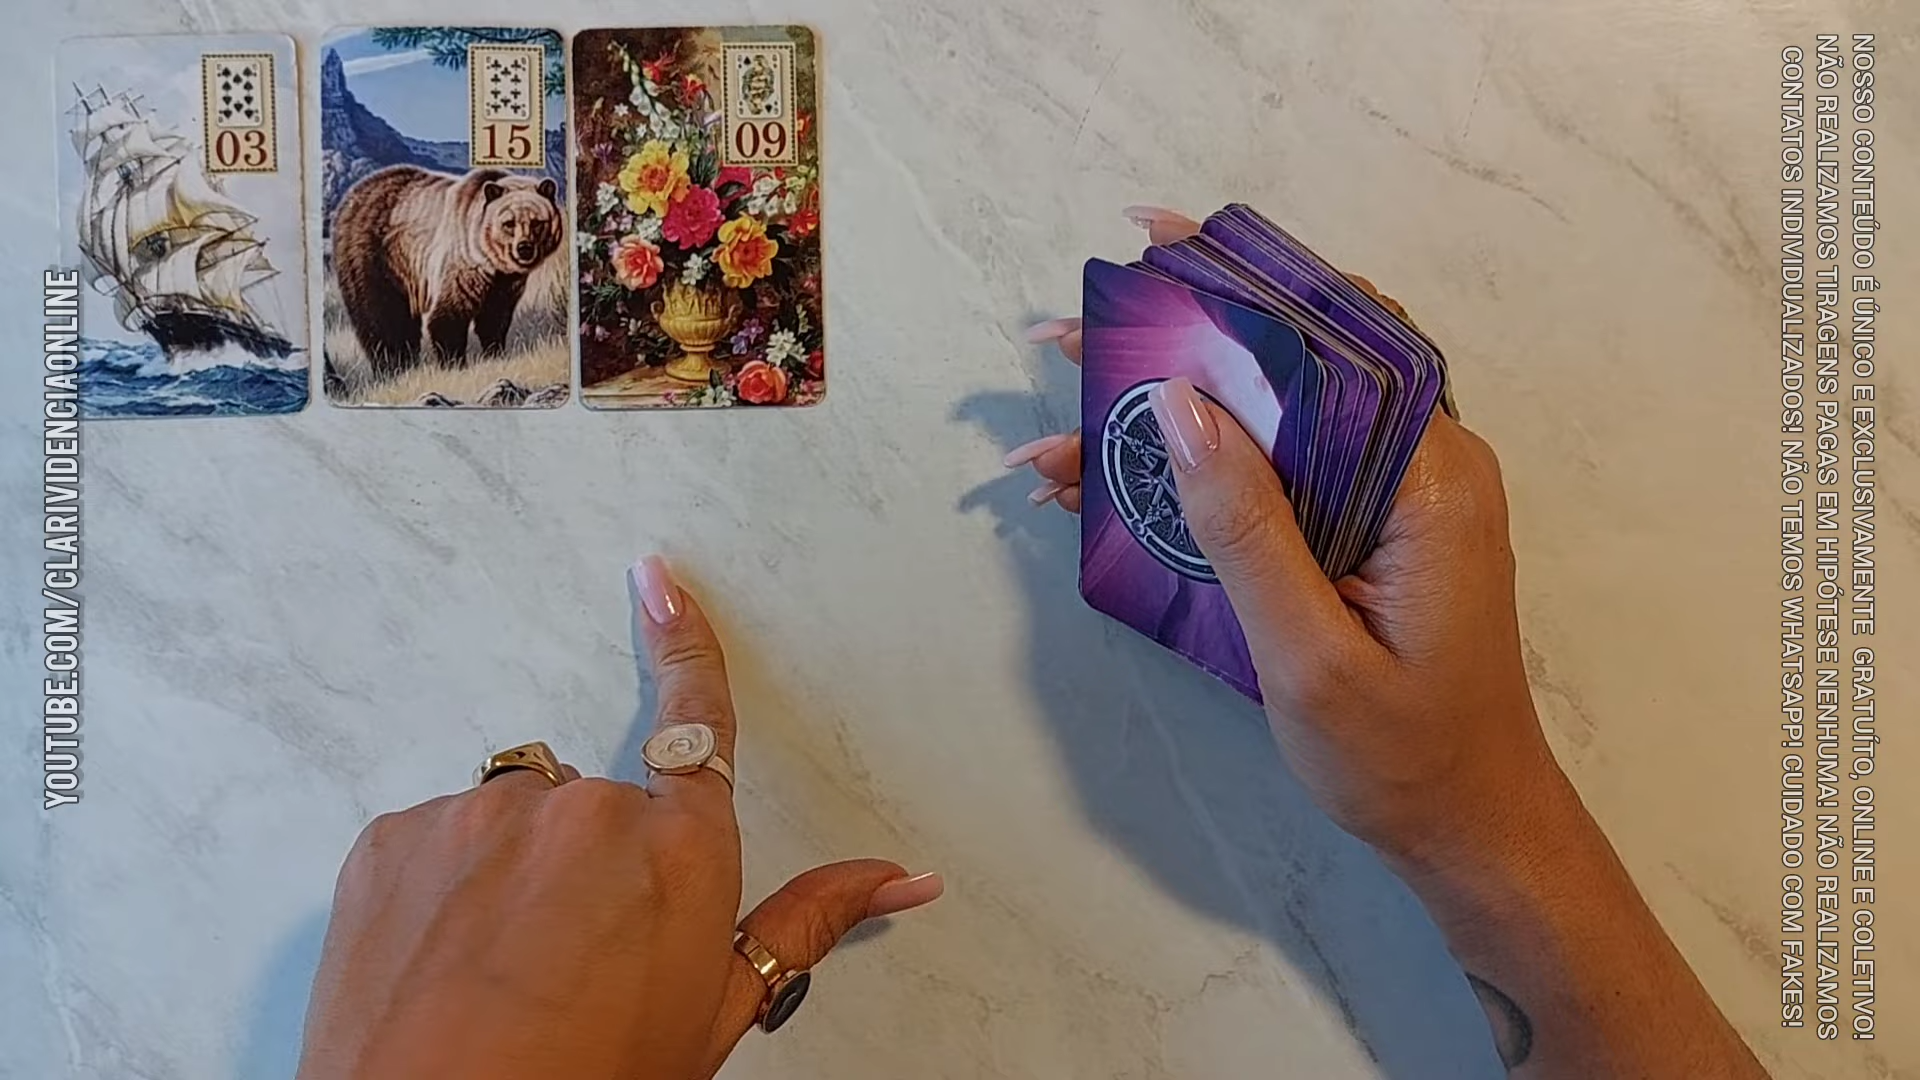 YOUTUBE.COM/CLARIVIDENCIAONLINE
03
15
09
NOSSO CONTEÚDO É ÚNICO E EXCLUSIVAMENTE GRATUÍTO, ONLINE E COLETIVO!
NÃO REALIZAMOS TIRAGENS PAGAS EM HIPÓTESE NENHUMA! NÃO REALIZAMOS
CONTATOS INDIVIDUALIZADOS! NÃO TEMOS WHATSAPP! CUIDADO COM FAKES!